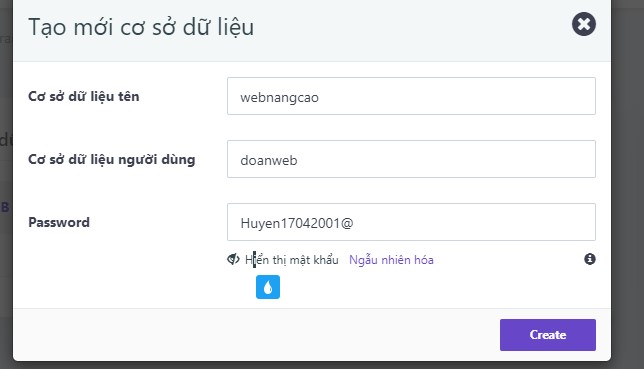 Tạo mới cơ sở dữ liệu
Cơ sở dữ liệu tên
webnangcao
Cơ sở dữ liệu người dùng
doanweb
Password
Huyen17042001@
Hiển thị mật khẩu Ngẫu nhiên hóa
Create